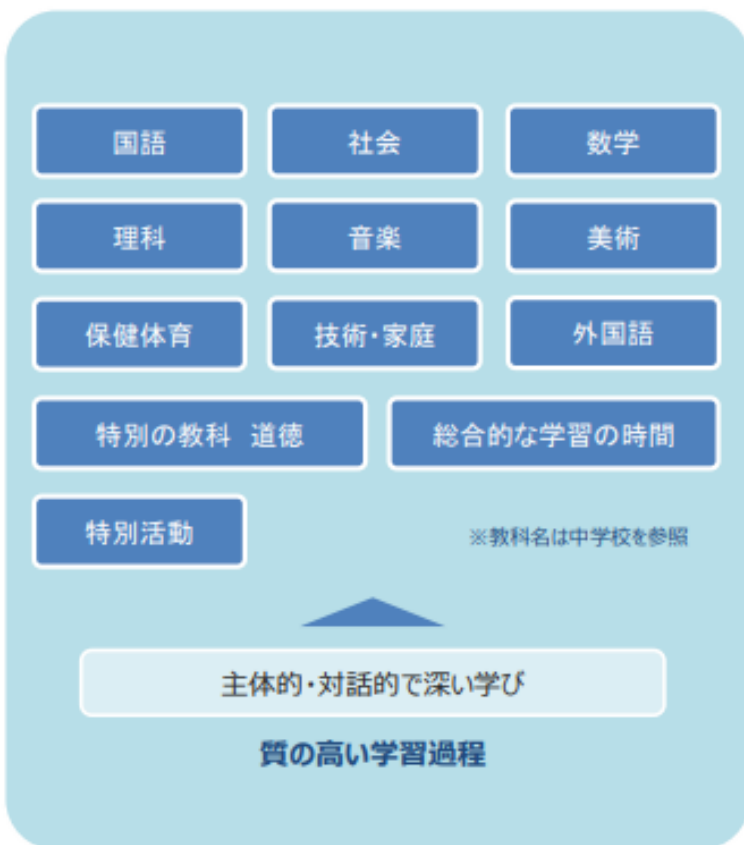 国語 社会 数学
理科 音楽 美術
保健体育 技術・家庭 外国語
特別の教科 道徳 総合的な学習の時間
特別活動 ※教科名は中学校を参照
主体的・対話的で深い学び
質の高い学習過程